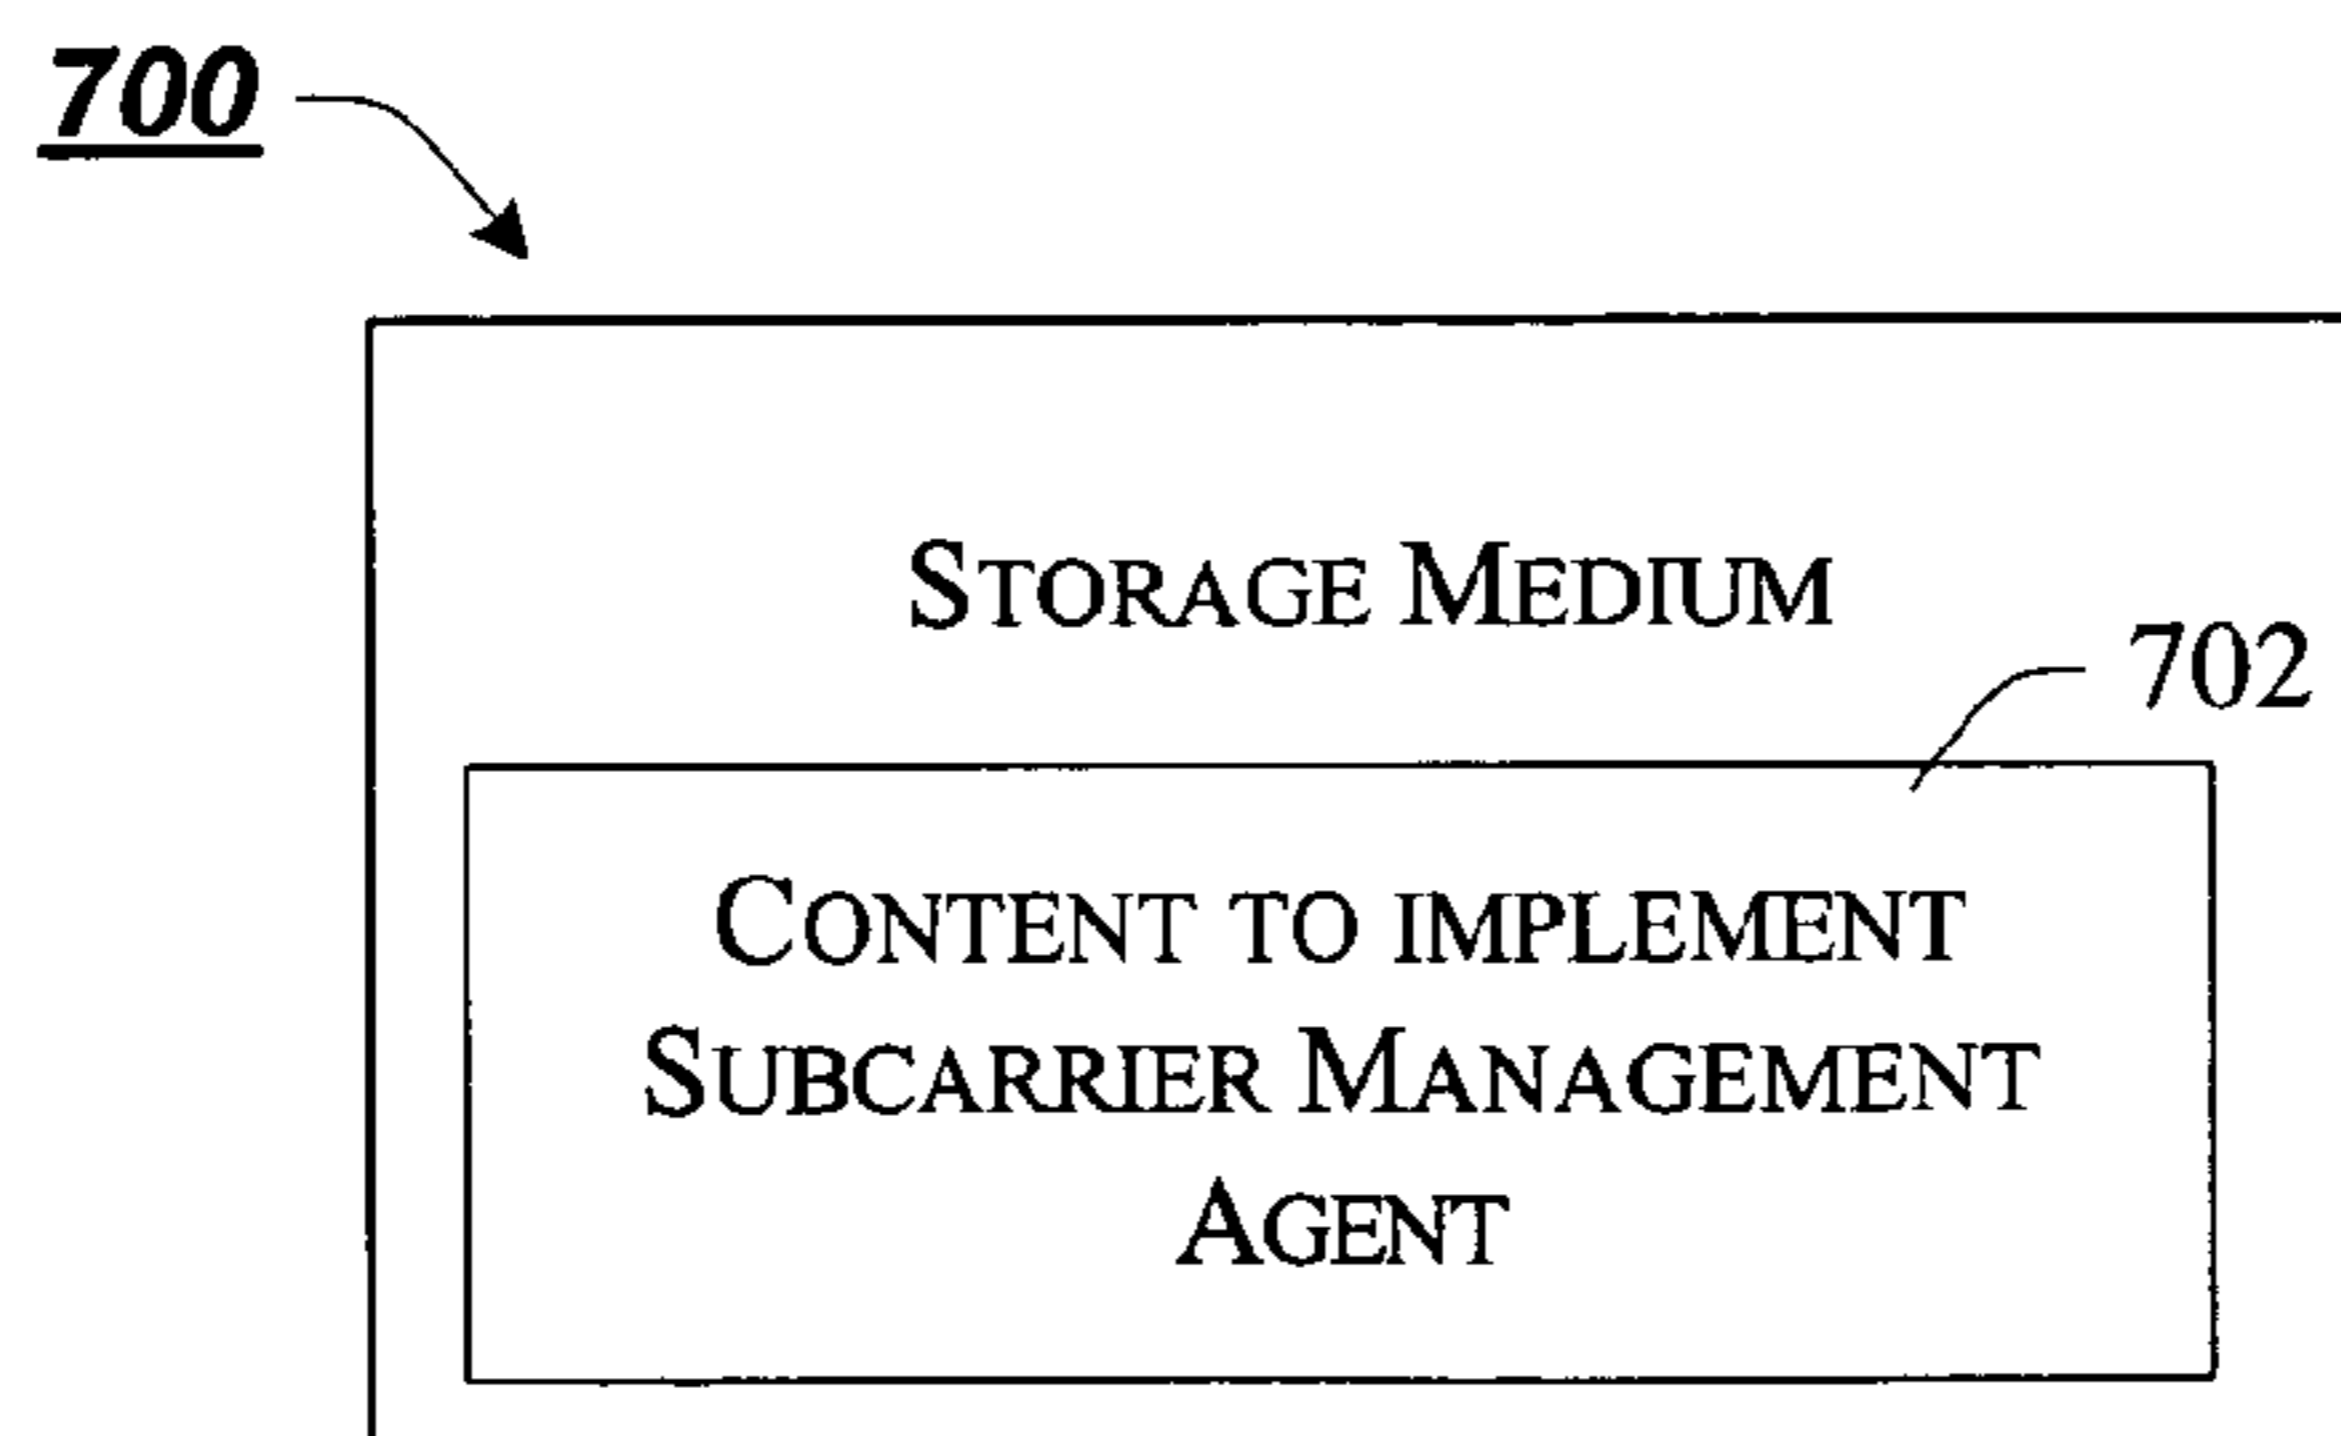 700
STORAGE MEDIUM
702
CONTENT TO IMPLEMENT
SUBCARRIER MANAGEMENT
AGENT